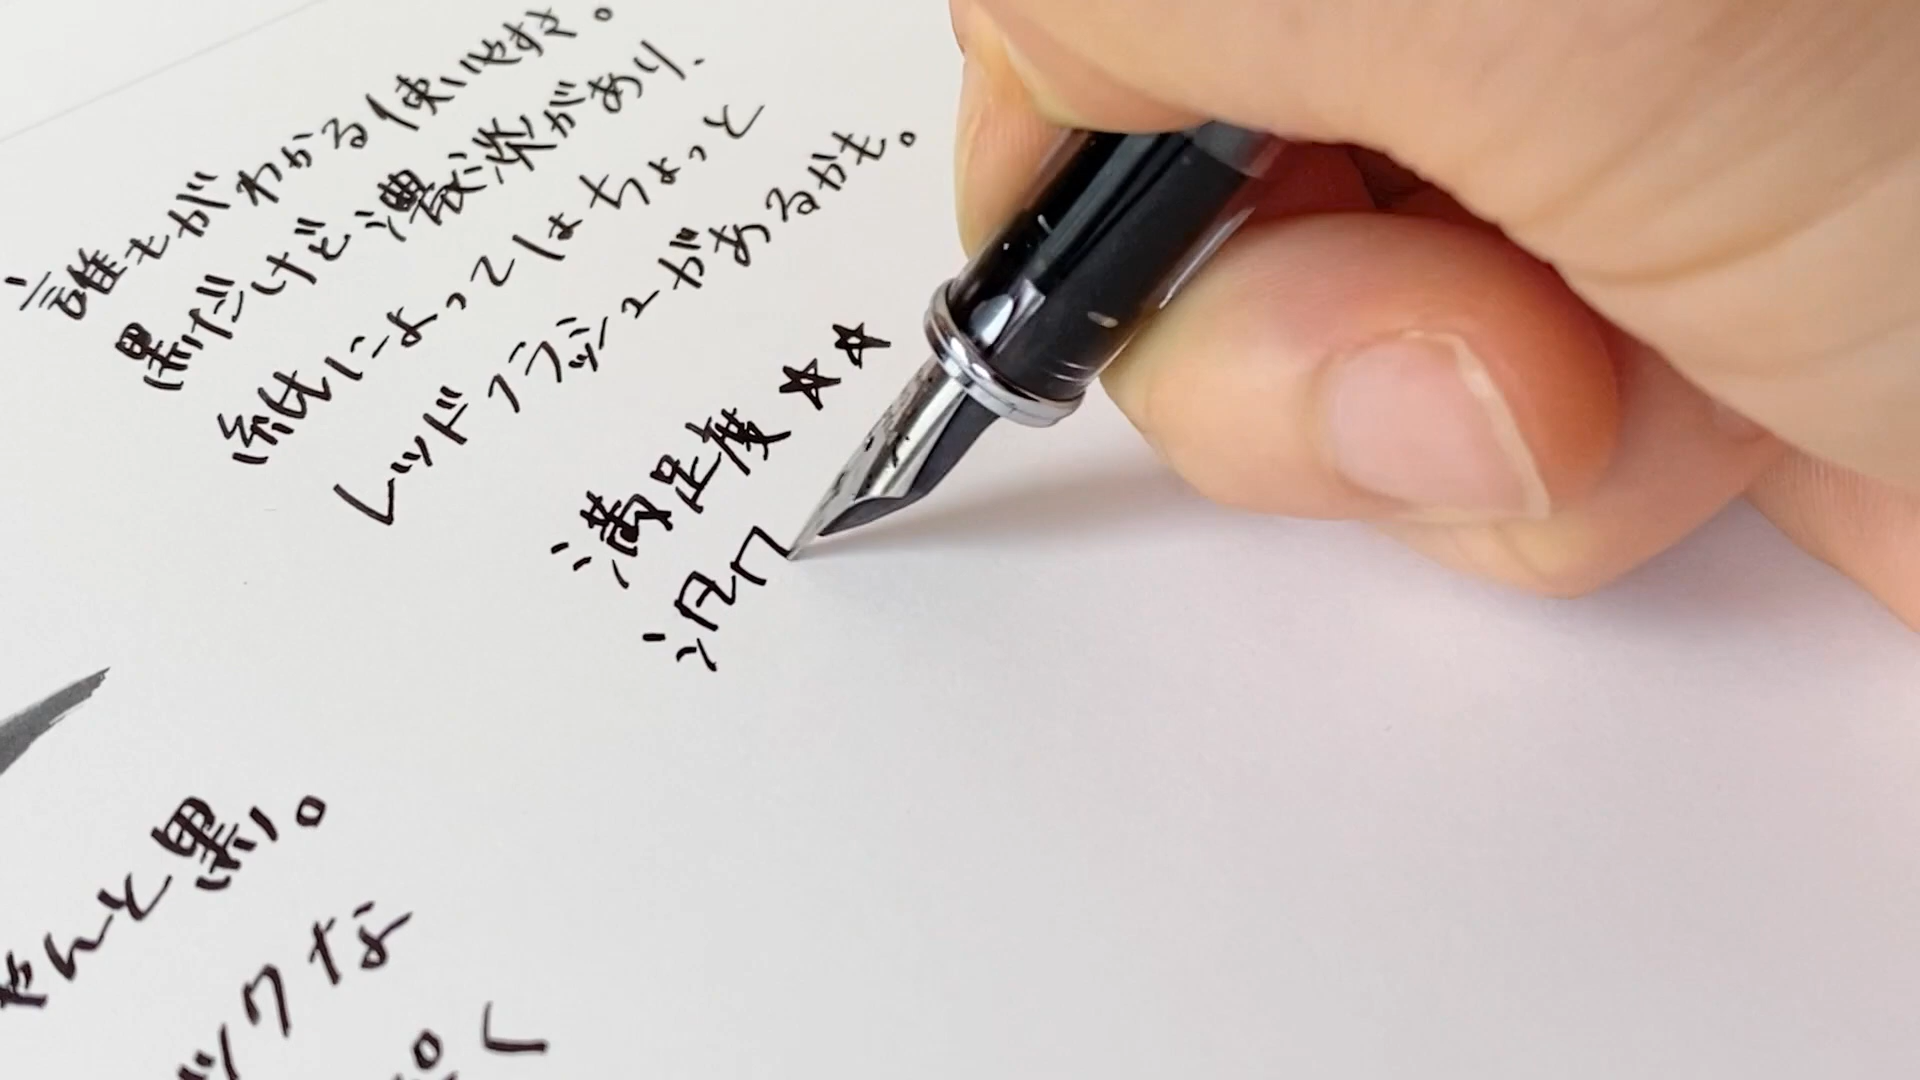 誰もがわかる使いやすさ。
黒だけど濃淡があり、
紙によってはちょっと
レッドフラッシュがあるかも。
満足度☆☆
沼
ゃんと黒。
ックな
く